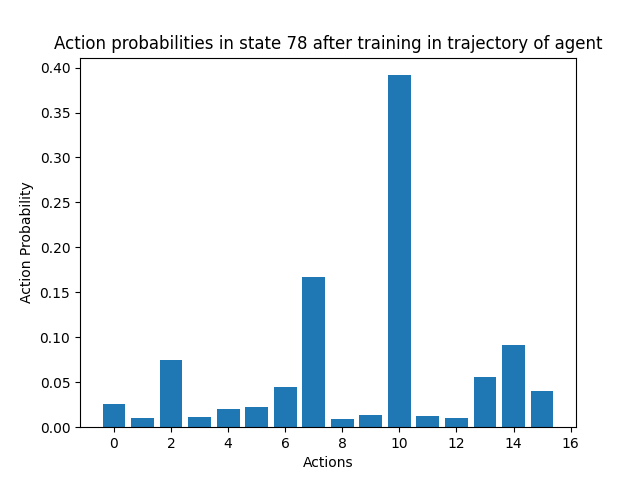 Action probabilities in state 78 after training in trajectory of agent
0.40
0.35
0.30
0.25
0.20
0.15
0.10
0.05
0.00
Action Probability
0 2 4 6 8 10 12 14 16
Actions